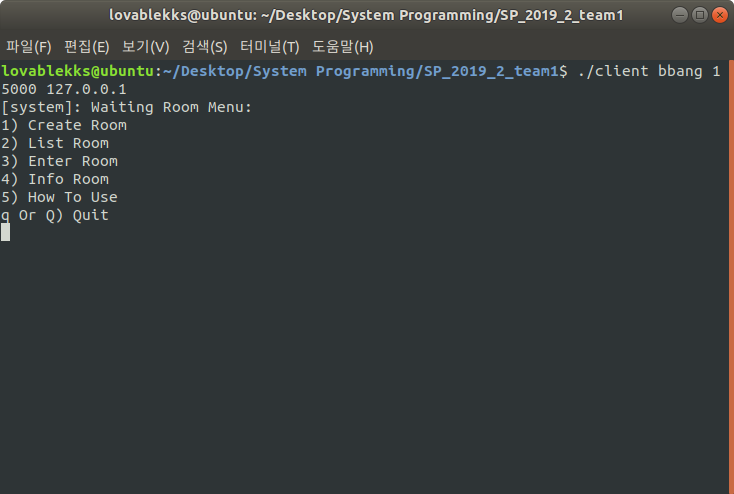 lovablekks@ubuntu: ~/Desktop/System Programming/SP_2019_2_team1
파일(F) 편집(E) 보기(V) 검색(S) 터미널(T) 도움말(H)
lovablekks@ubuntu:~/Desktop/System Programming/SP_2019_2_team1$ ./client bbang 1
5000 127.0.0.1
[system]: Waiting Room Menu:
1) Create Room
2) List Room
3) Enter Room
4) Info Room
5) How To Use
q Or Q) Quit